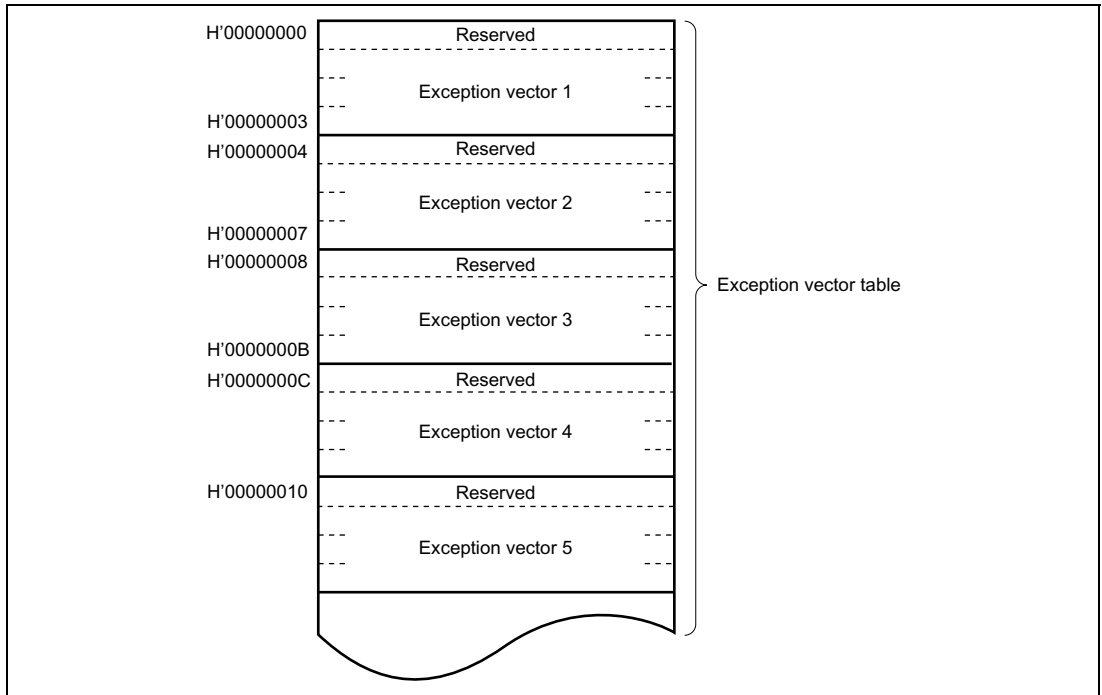 H'00000000 Reserved
Exception vector 1
H'00000003
H'00000004 Reserved
Exception vector 2
H'00000007
H'00000008 Reserved
Exception vector table
Exception vector 3
H'0000000B
H'0000000C Reserved
Exception vector 4
H'00000010 Reserved
Exception vector 5